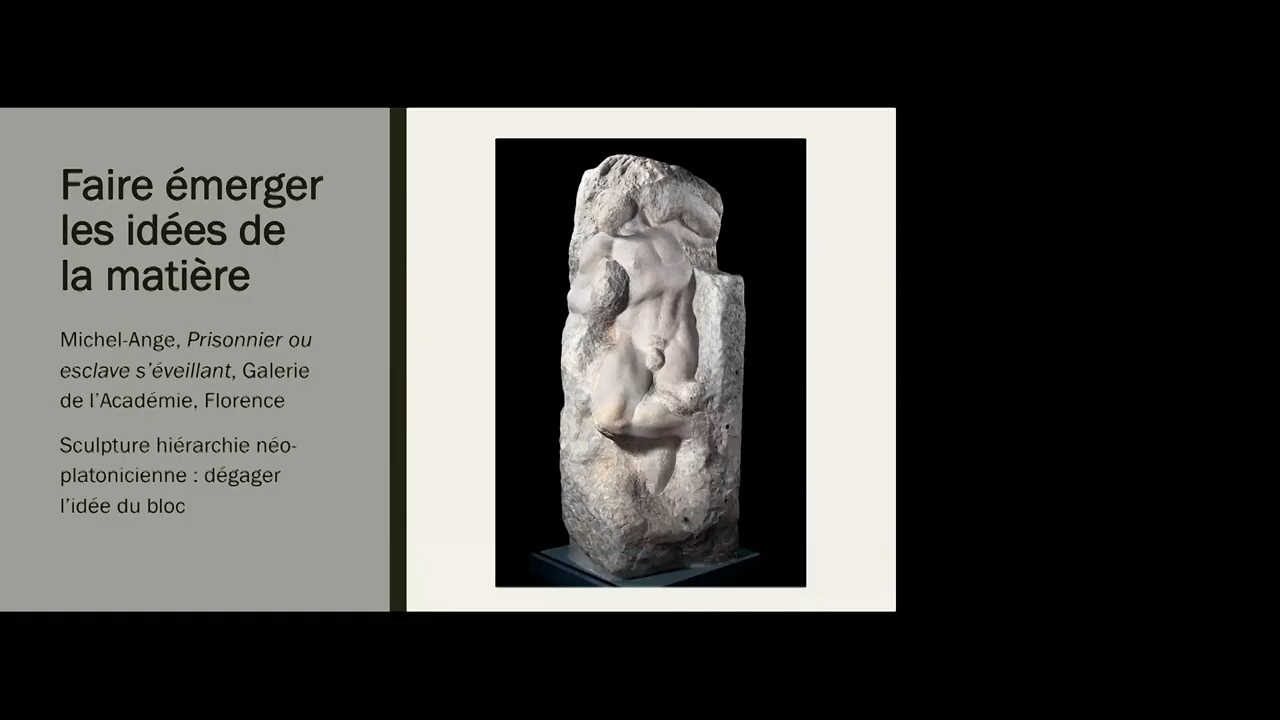 Faire émerger
les idées de
la matière
Michel-Ange, Prisonnier ou
esclave s’éveillant, Galerie
de l’Académie, Florence
Sculpture hiérarchie néo-
platonicienne : dégager
l’idée du bloc